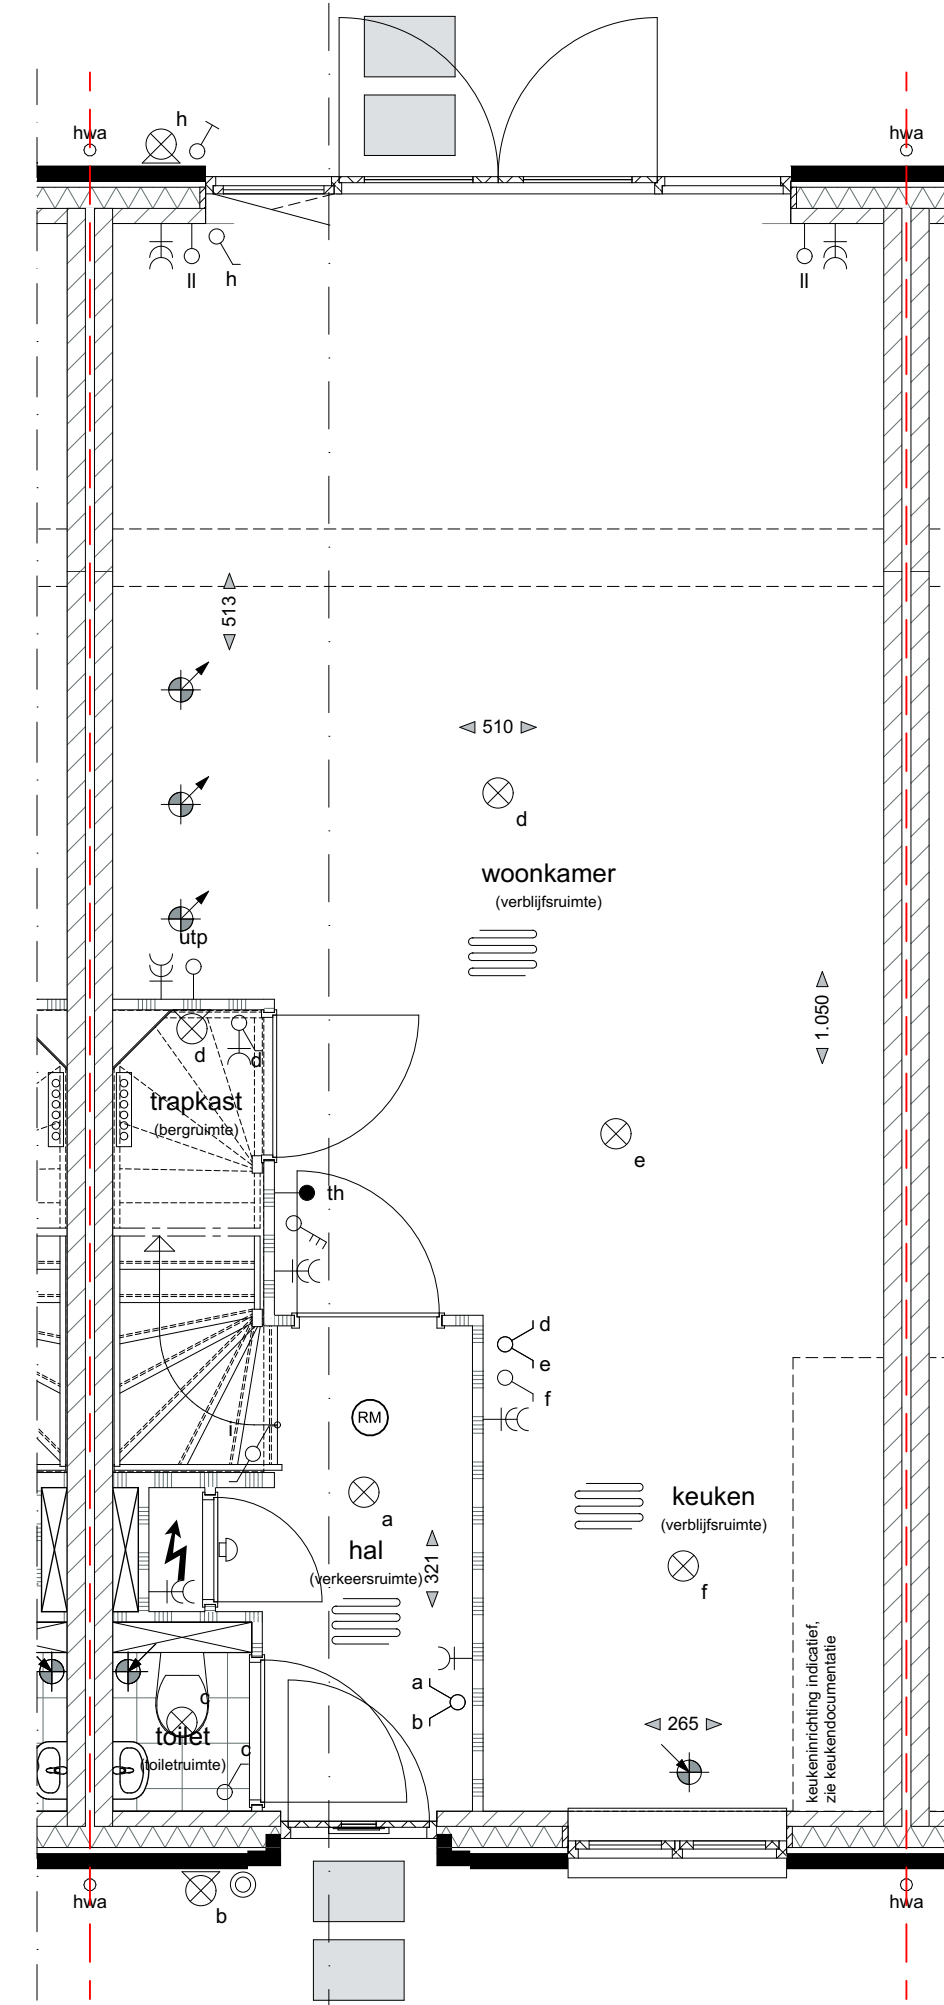 h
hwa
hwa
ll
h
ll
513
510
d
woonkamer
(verblijfsruimte)
utp
1.050
d
d
trapkast
(bergruimte)
e
th
d
e
f
RM
a
keuken
(verblijfsruimte)
hal
(verkeersruimte)
321
f
keukeninrichting indicatief,
zie keukendocumentatie
a
b
c
toilet
(toiletruimte)
c
265
hwa
b
hwa